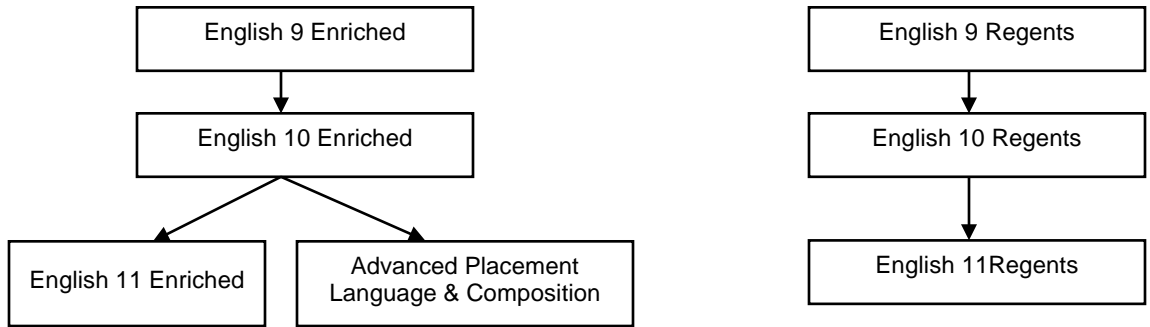 English 9 Enriched
English 9 Regents
English 10 Enriched
English 10 Regents
English 11 Enriched
Advanced Placement
Language & Composition
English 11Regents